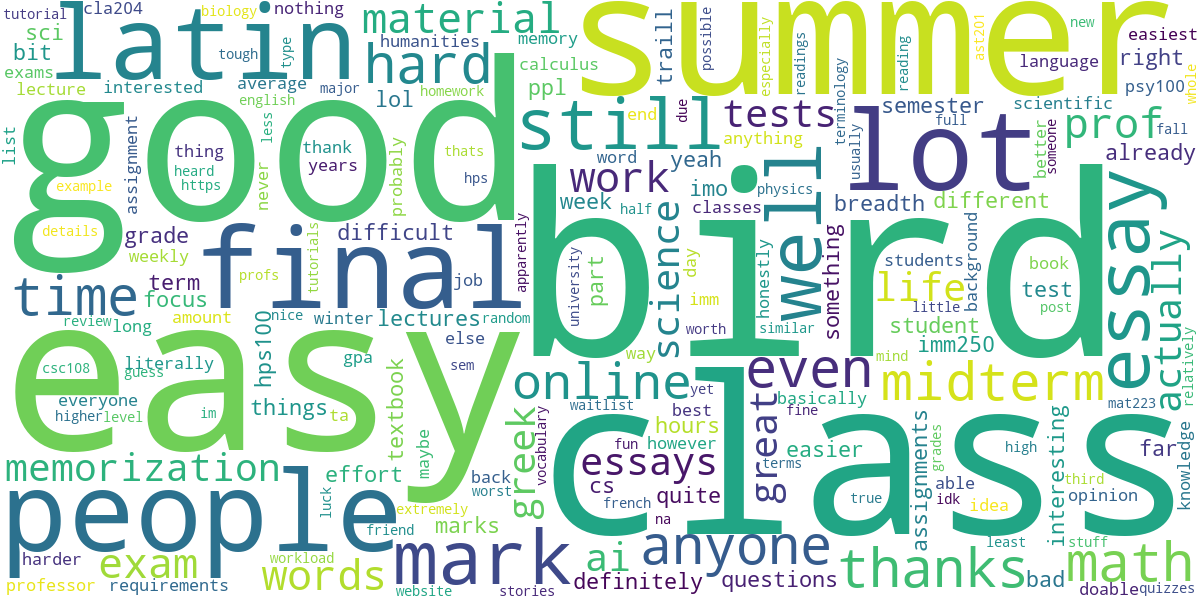 tutorial
cla204
biology
nothing
latin
material
summer
ast201
new
sci
bit
tough
type
humanities
memory
traill
possible
especially
readings
reading
language
easiest
right
whole
exams
lecture
interested
average
major
hard
calculus
homework
ppl
psy100
english
lol
good
still
end
due
tests
anything
terminology
semester
full
scientific
fall
lot
prof
already
list
assignment
thing
thank
years
less
thats
heard
https
never
probably
hps
example
details
word
yeah
work
week
half
imo
classes
physics
well
usually
better
someone
breadth
different
bird
grade
weekly
final
difficult
apparently
term
focus
time
profs
tutorials
job
university
part
science
day
imm
worth
honestly
similar
something
students
little
background
life
student
book
test
post
essay
actually
relatively
review
long
amount
nice
winter
lectures
random
hps100
easy
literally
guess
csc108
gpa
else
sem
way
even
mind
imm250
everyone
higher
level
im
things
ta
textbook
maybe
online
yet
basically
midterm
mat223
waitlist
best
fine
great
greek
vocabulary
hours
fun
however
class
easier
assignments
grades
high
interesting
far
knowledge
memorization
effort
back
worst
essays
terms
cs
quite
french
na
true
able
idk
idea
third
opinion
people
luck
friend
extremely
marks
least
stuff
harder
exam
workload
words
mark
ai
anyone
thanks
bad
math
professor
requirements
website
stories
definitely
questions
doable
quizzes